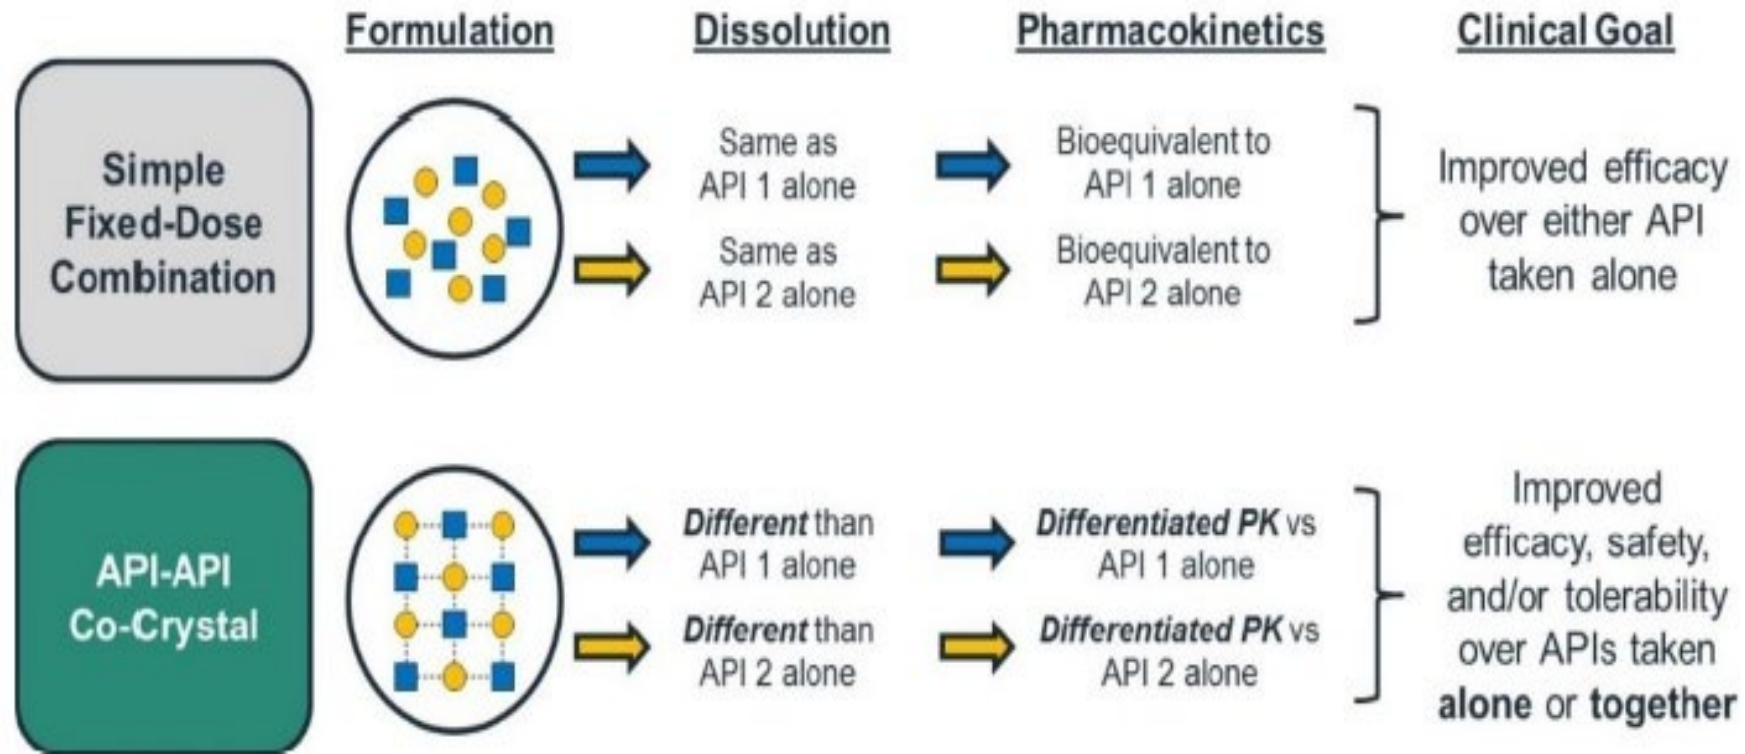 Formulation
Dissolution
Pharmacokinetics
Clinical Goal
Simple
Fixed-Dose
Combination
Same as
API 1 alone
Same as
API 2 alone
Bioequivalent to
API 1 alone
Bioequivalent to
API 2 alone
Improved efficacy
over either API
taken alone
API-API
Co-Crystal
Different than
API 1 alone
Different than
API 2 alone
Differentiated PK vs
API 1 alone
Differentiated PK vs
API 2 alone
Improved
efficacy, safety,
and/or tolerability
over APIs taken
alone or together